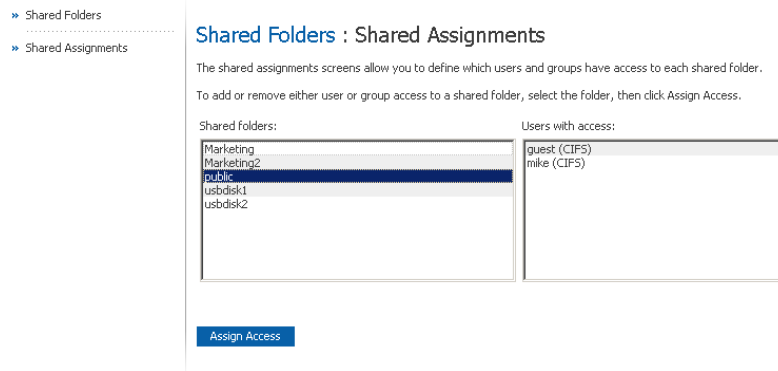 » Shared Folders
» Shared Assignments
Shared Folders : Shared Assignments
The shared assignments screens allow you to define which users and groups have access to each shared folder.
To add or remove either user or group access to a shared folder, select the folder, then click Assign Access.
Shared folders:
Marketing
Marketing2
public
usbdisk1
usbdisk2
Users with access:
guest (CIFS)
mike (CIFS)
Assign Access